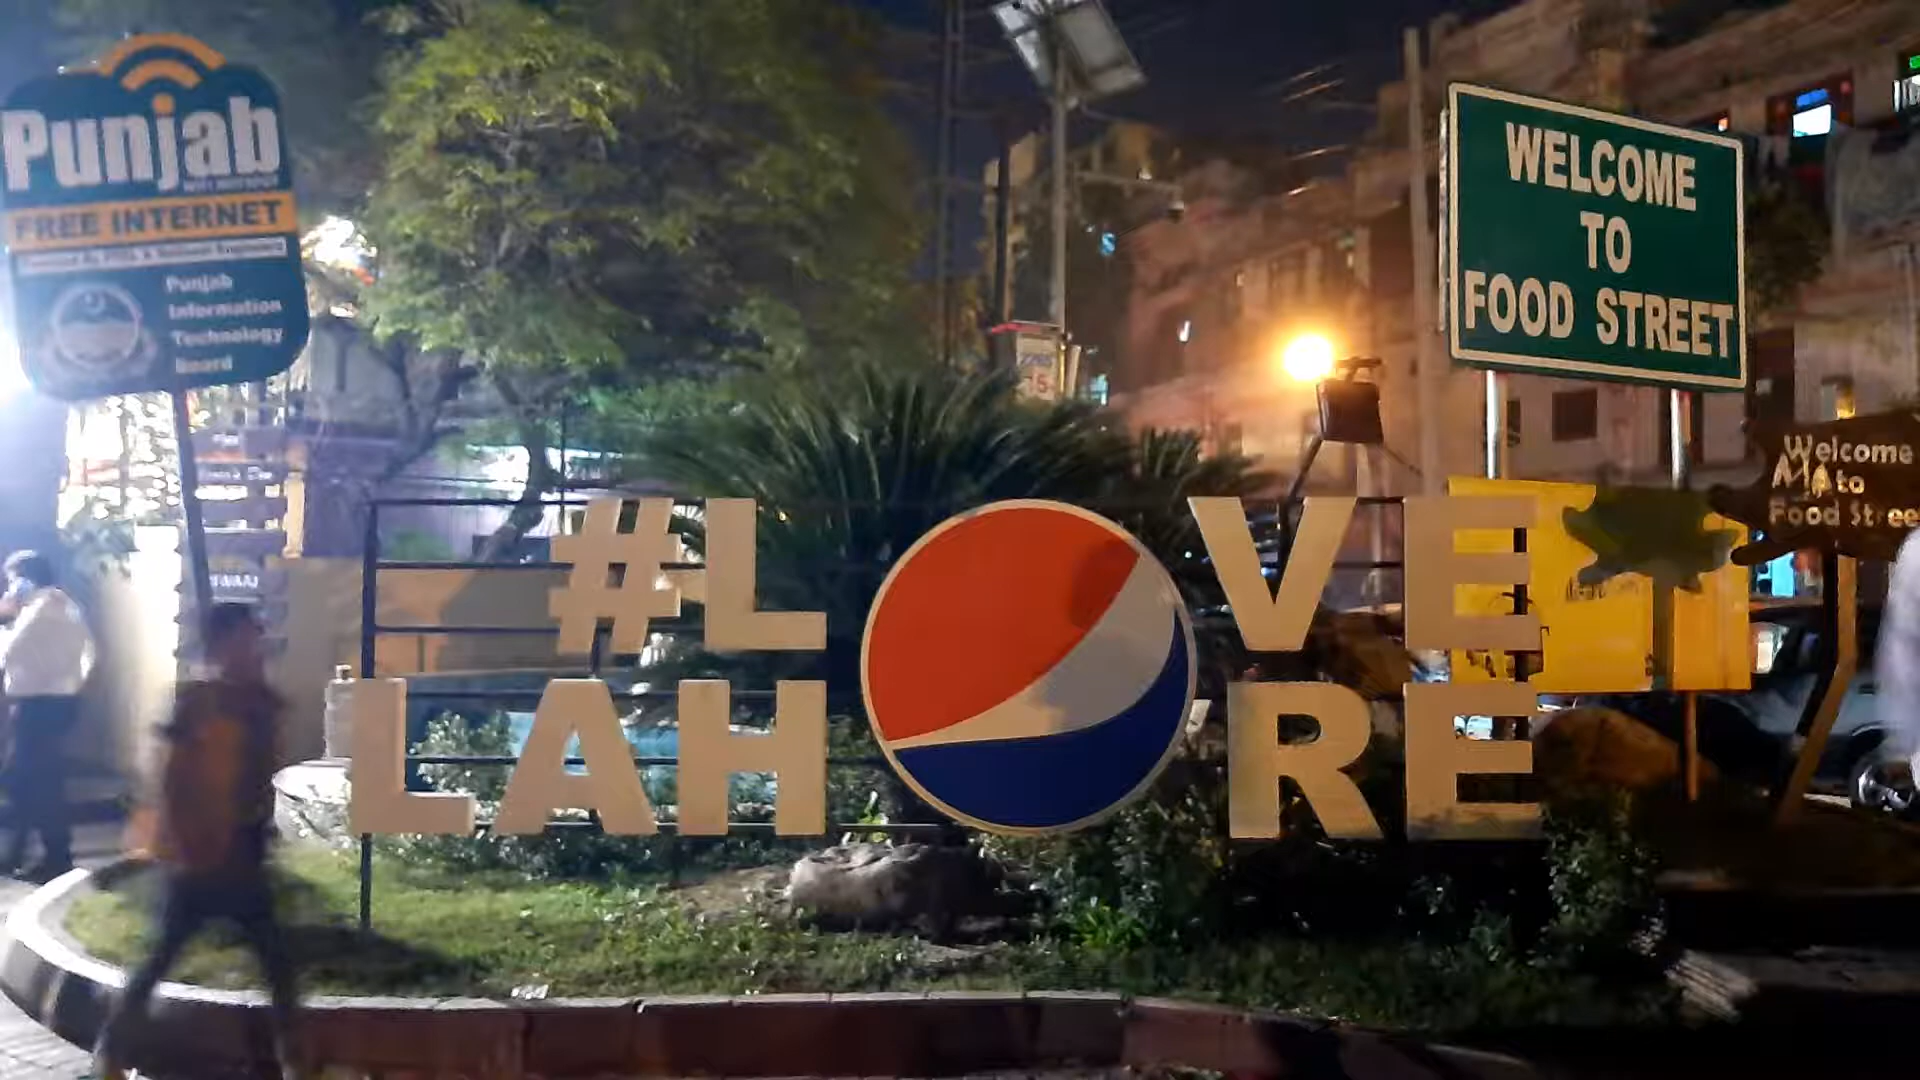 Punjab
FREE INTERNET
Punjab
Information
Technology
Board
WELCOME
TO
FOOD STREET
Welcome
to
Food Stree
#L VE
LAH RE